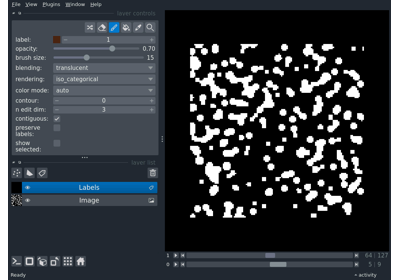 File View Plugins Window Help
layer controls
label: 1
opacity: 0.70
brush size: 15
blending: translucent
rendering: iso_categorical
color mode: auto
contour: 0
n edit dim: 3
contiguous:
preserve
labels:
show
selected:
layer list
Labels
Image
1 64 127
0 5 9
Ready
activity